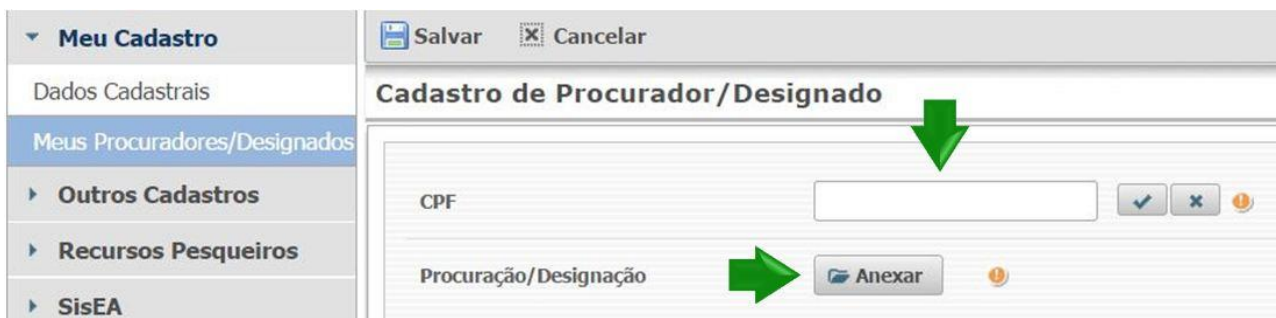 Meu Cadastro
Dados Cadastrais
Meus Procuradores/Designados
Outros Cadastros
Recursos Pesqueiros
SisEA
Salvar Cancelar
Cadastro de Procurador/Designado
CPF
Procuração/Designação Anexar